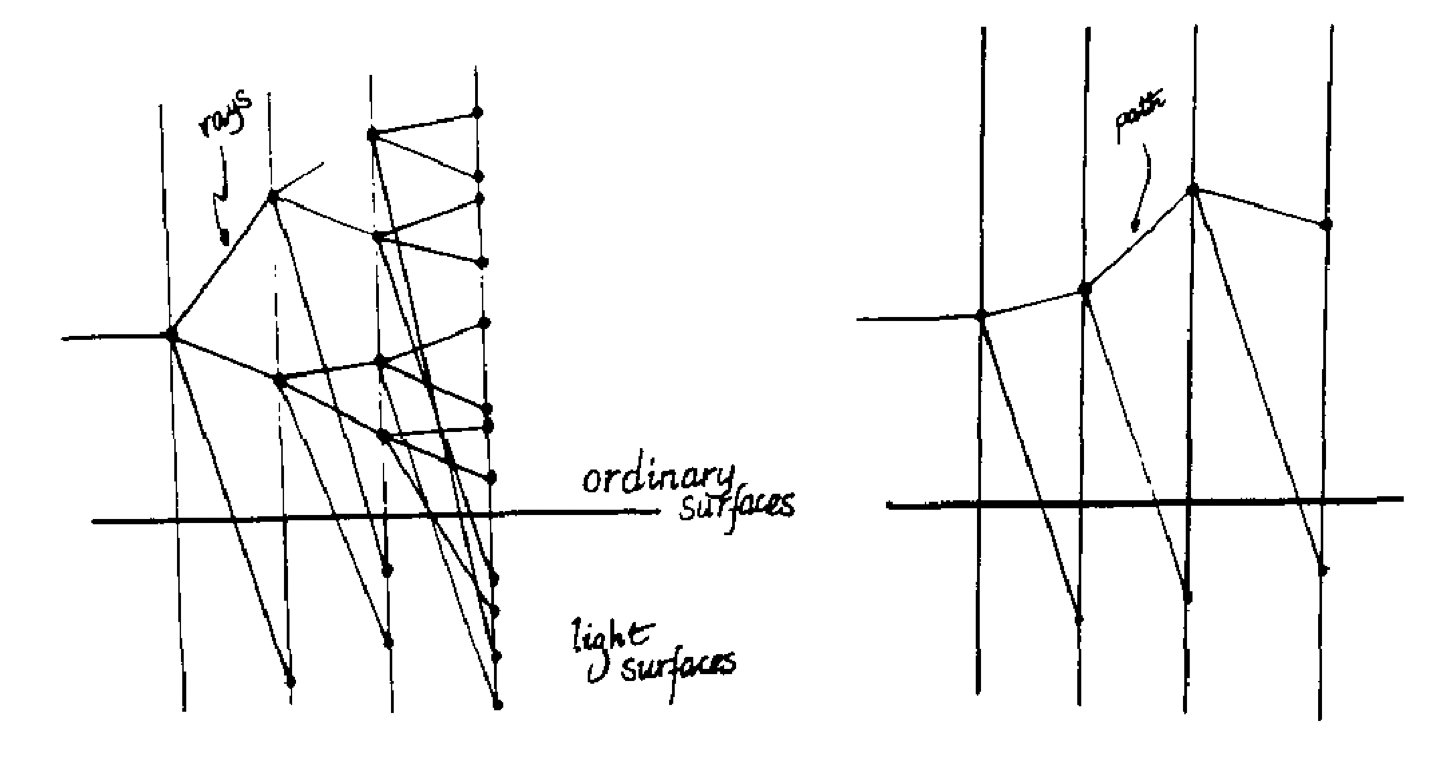 rays
path
ordinary
surfaces
light
surfaces